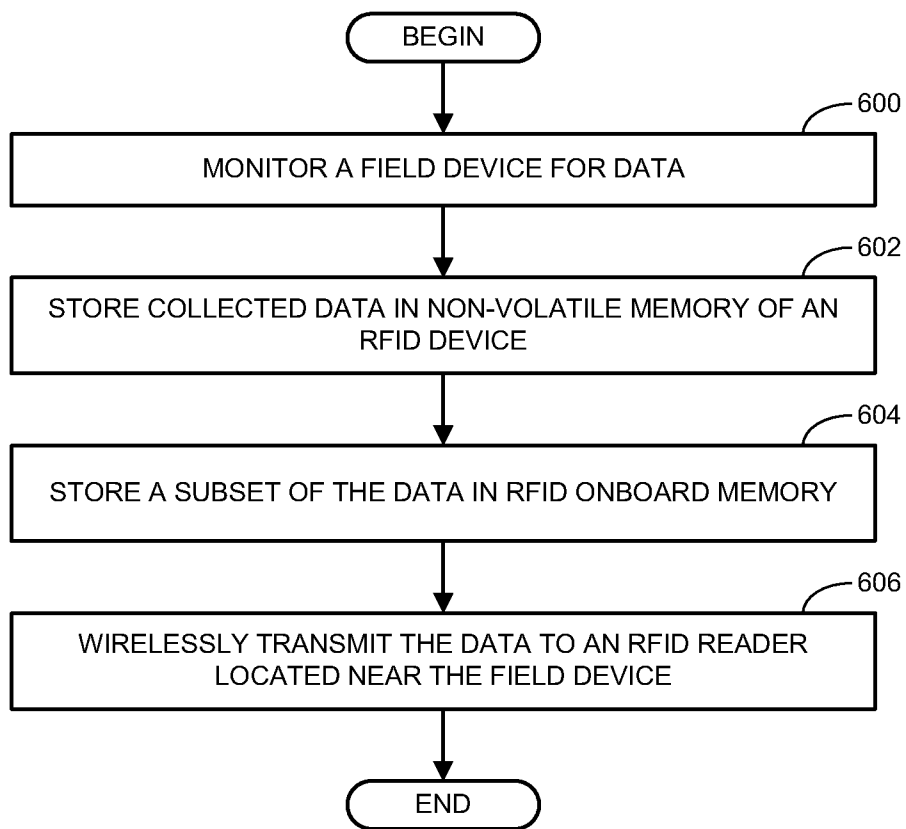 BEGIN
600
MONITOR A FIELD DEVICE FOR DATA
602
STORE COLLECTED DATA IN NON-VOLATILE MEMORY OF AN
RFID DEVICE
604
STORE A SUBSET OF THE DATA IN RFID ONBOARD MEMORY
606
WIRELESSLY TRANSMIT THE DATA TO AN RFID READER
LOCATED NEAR THE FIELD DEVICE
END